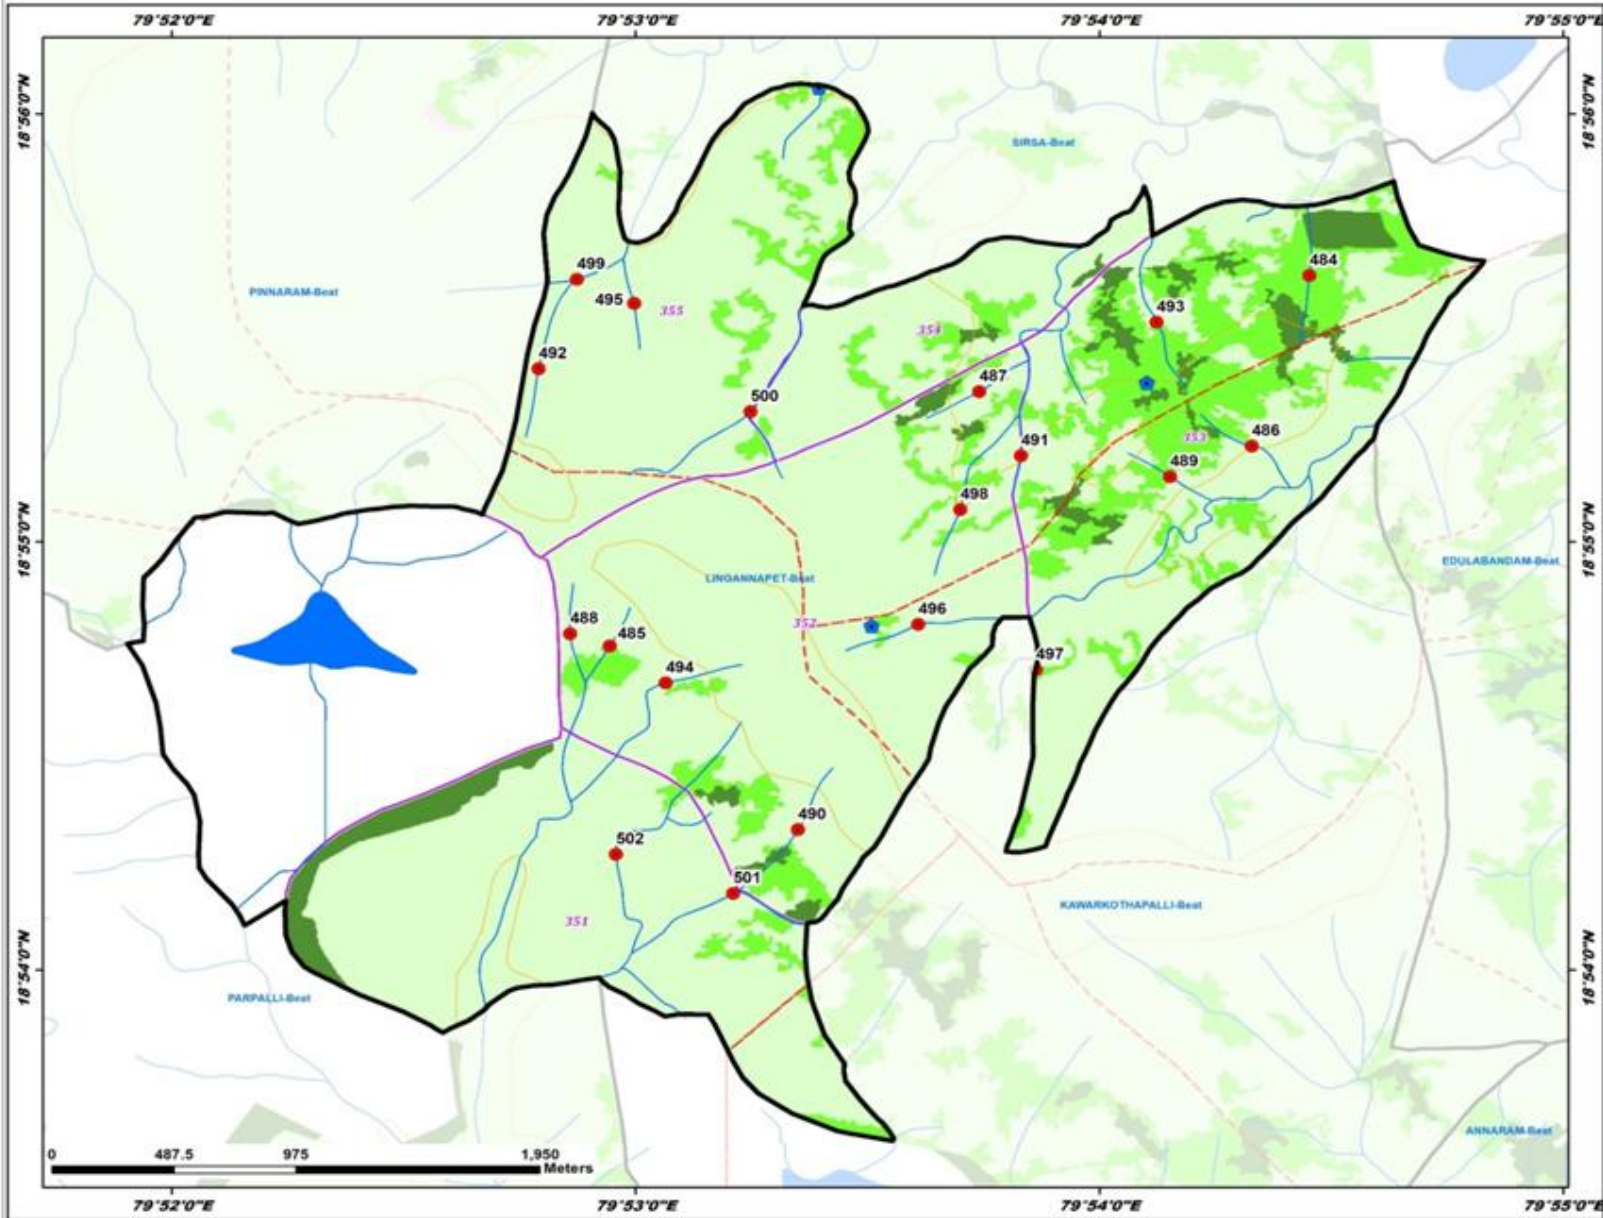 79°52'0"E
79°53'0"E
79°54'0"E
79°55'0"E
18°56'0"N
18°56'0"N
SIRSA-Beat
499
484
PINNARAM-Beat
495
355
493
354
492
487
500
353
486
491
489
498
18°55'0"N
18°55'0"N
EDULABANDAM-Beat
LINGANNAPET-Beat
496
488
352
485
497
494
490
502
501
KAWARKOTHAPALLI-Beat
351
18°54'0"N
18°54'0"N
PARPALLI-Beat
ANNARAM-Beat
0 487.5 975 1,950
Meters
79°52'0"E
79°53'0"E
79°54'0"E
79°55'0"E